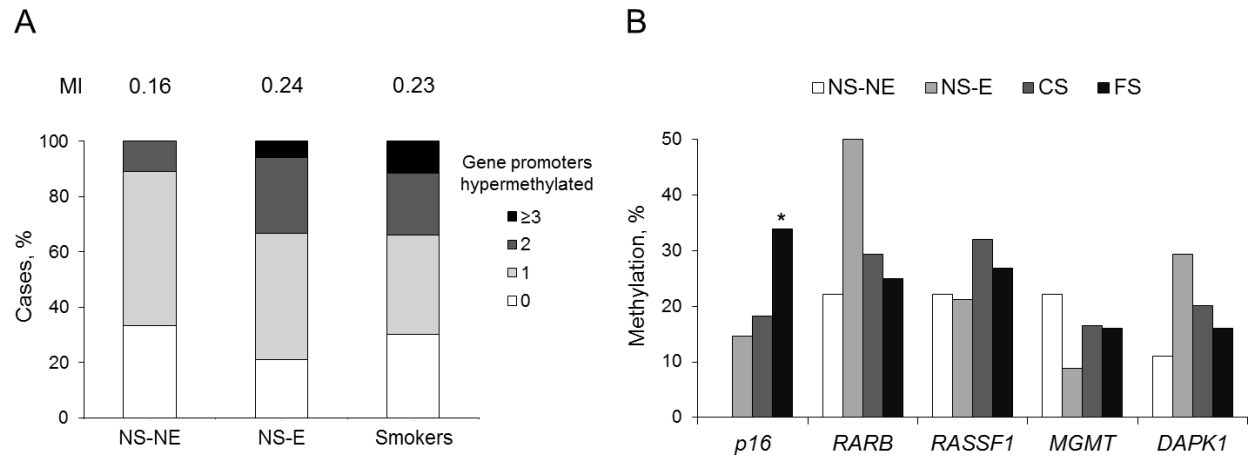 A
MI 0.16 0.24 0.23
Cases, %
100
80
60
40
20
0
NS-NE NS-E Smokers
Gene promoters
hypermethylated
≥3
2
1
0
B
NS-NE NS-E CS FS
Methylation, %
50
40
30
20
10
0
*
p16 RARB RASSF1 MGMT DAPK1